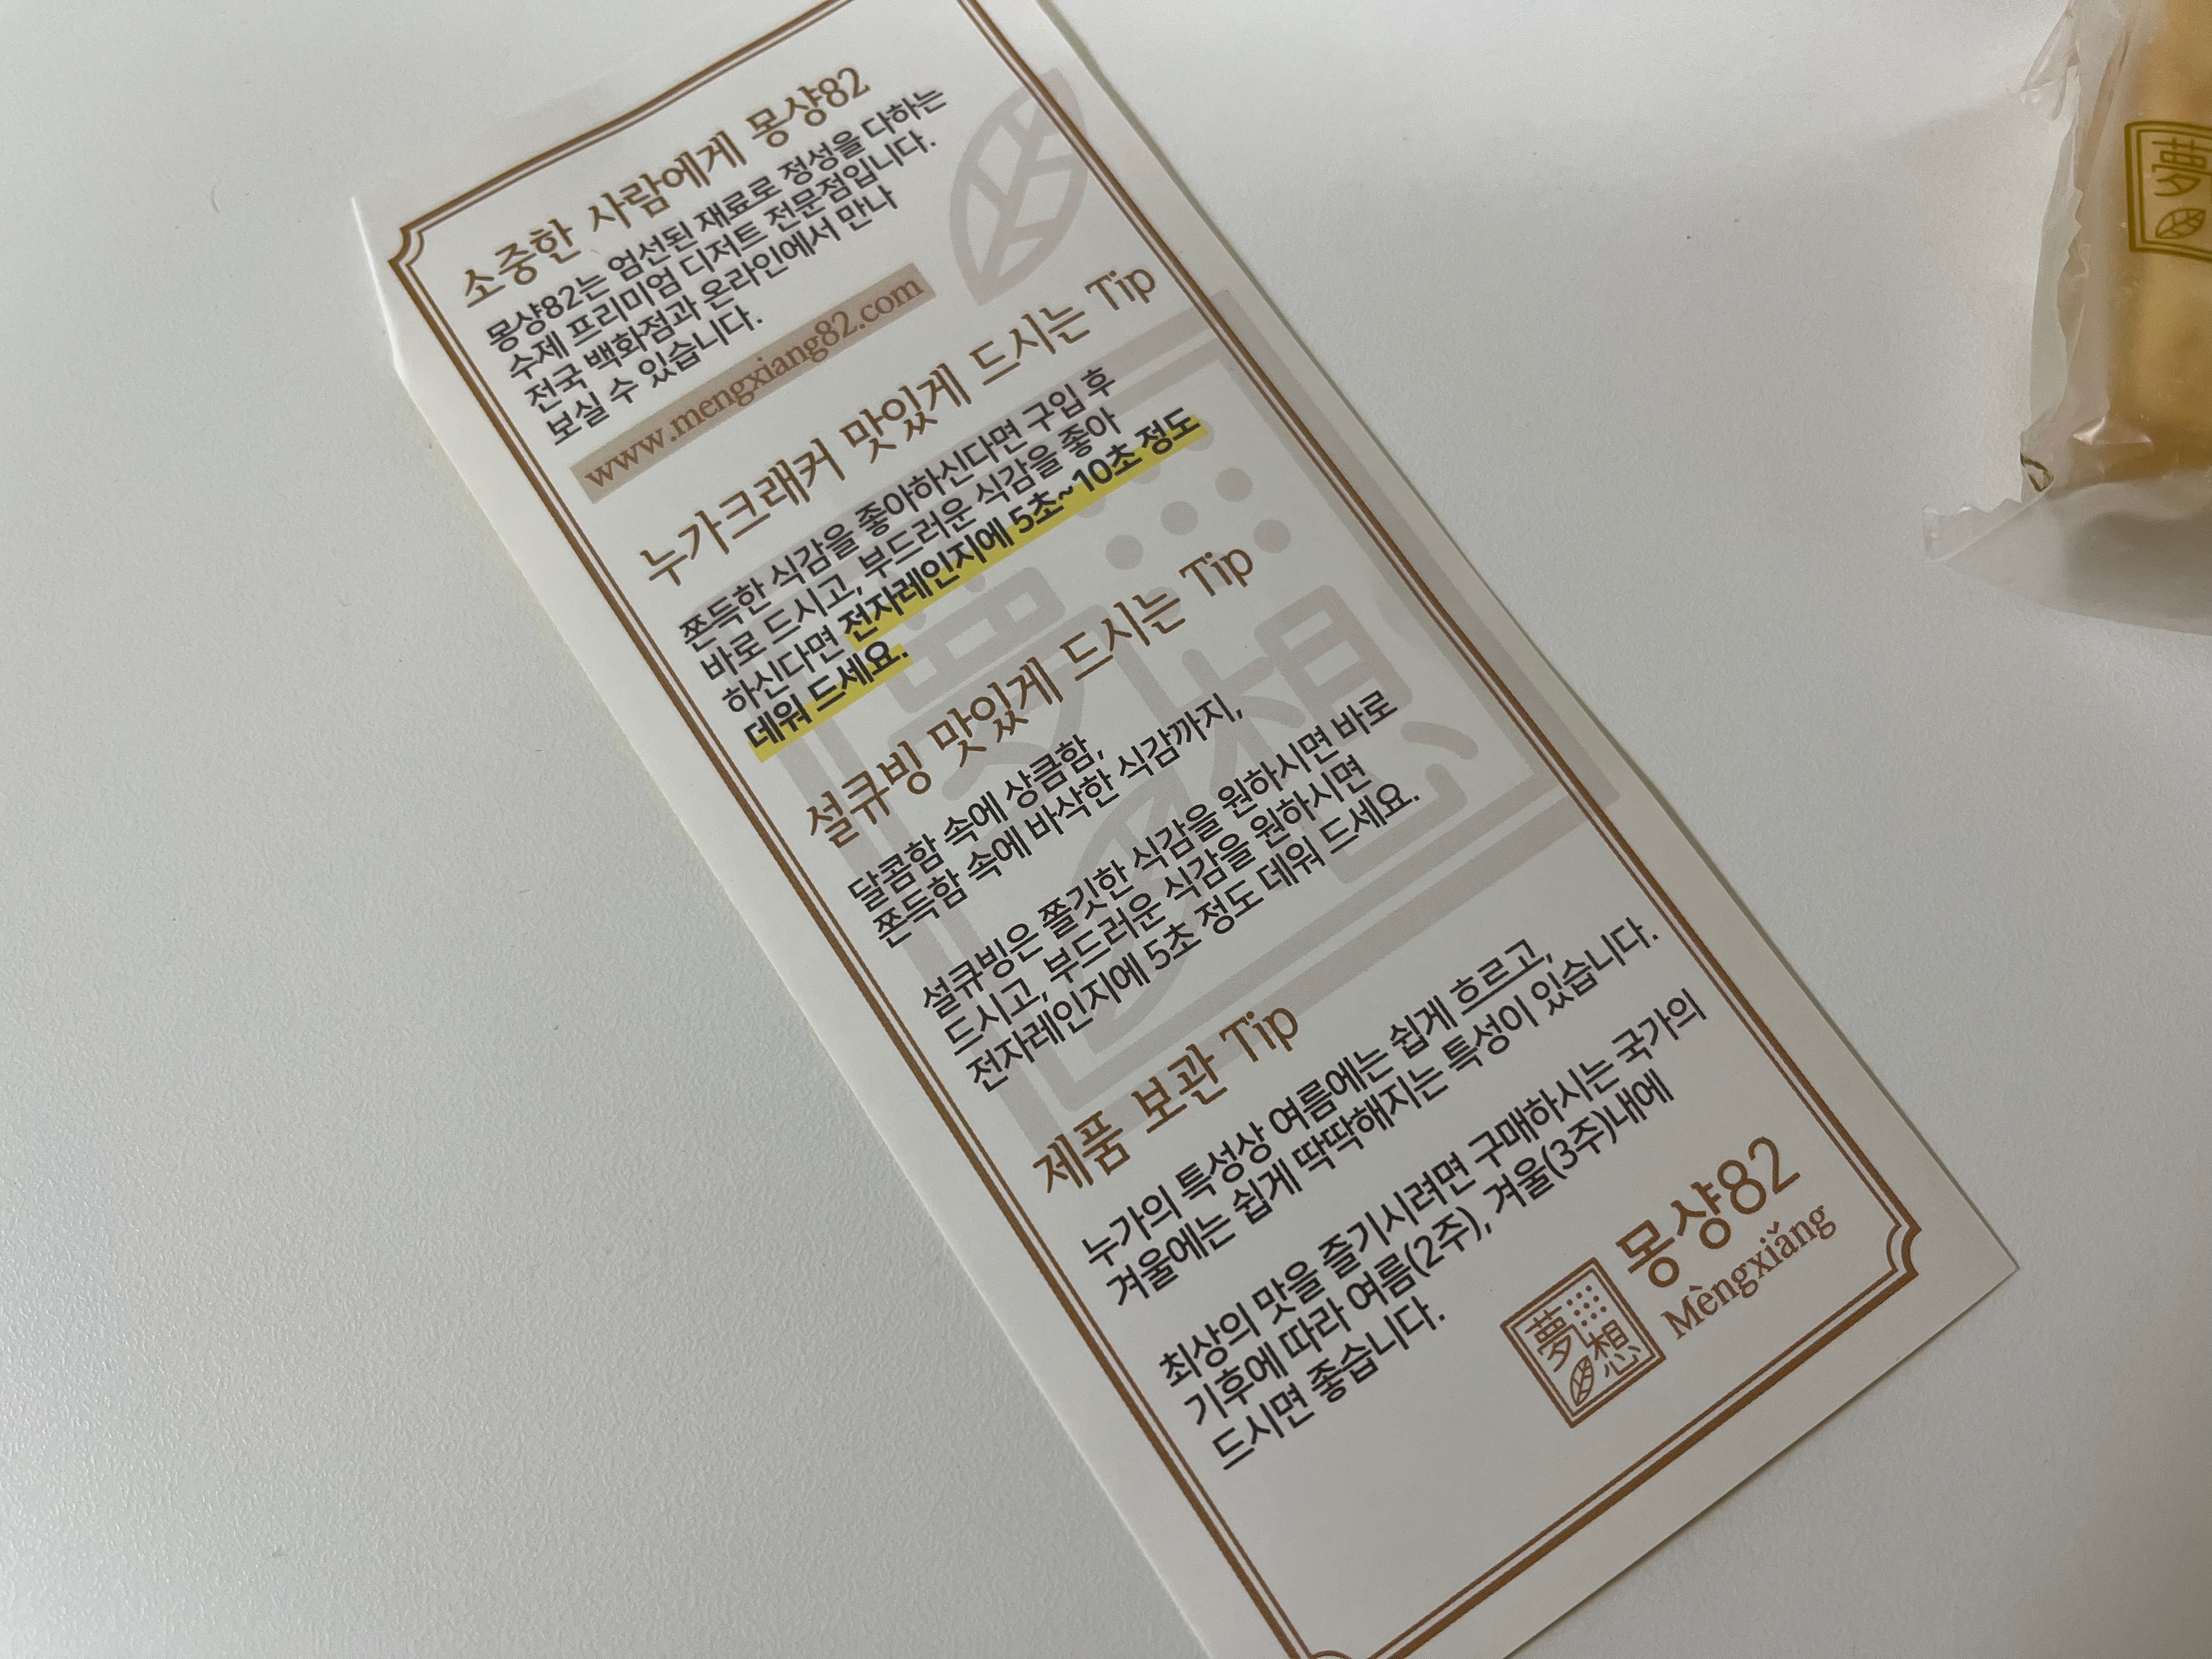 소중한 사람에게 몽샹82
몽샹82는 엄선된 재료로 정성을 다하는
수제 프리미엄 디저트 전문점입니다.
전국 백화점과 온라인에서 만나
보실 수 있습니다.
www.mengxiang82.com
누가크래커 맛있게 드시는 Tip
쫀득한 식감을 좋아하신다면 구입 후
바로 드시고, 부드러운 식감을 좋아
하신다면 전자레인지에 5초~10초 정도
데워 드세요.
설큐빙 맛있게 드시는 Tip
달콤함 속에 상큼함,
쫀득함 속에 바삭한 식감까지,
설큐빙은 쫄깃한 식감을 원하시면 바로
드시고, 부드러운 식감을 원하시면
전자레인지에 5초 정도 데워 드세요.
제품 보관 Tip
누가의 특성상 여름에는 쉽게 흐르고,
겨울에는 쉽게 딱딱해지는 특성이 있습니다.
최상의 맛을 즐기시려면 구매하시는 국가의
기후에 따라 여름(2주), 겨울(3주)내에
드시면 좋습니다.
夢想
몽샹82
Mèngxiǎng
夢想
夢